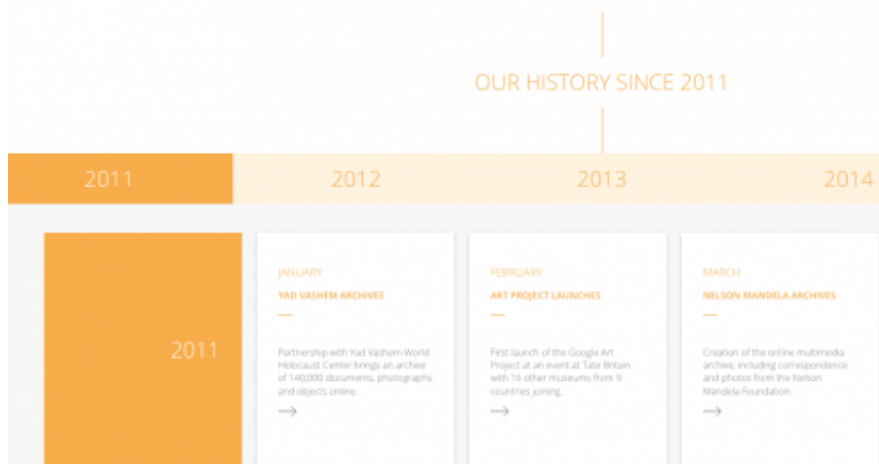 OUR HISTORY SINCE 2011
2011
2012
2013
2014
2011
JANUARY
YAD VASHEM ARCHIVES
Partnership with Yad Vashem World
Holocaust Center brings an archive
of 140,000 documents, photographs
and objects online.
FEBRUARY
ART PROJECT LAUNCHES
First launch of the Google Art
Project at an event at Tate Britain
with 16 other museums from 9
countries joining.
MARCH
NELSON MANDELA ARCHIVES
Creation of the online multimedia
archive, including correspondence
and photos from the Nelson
Mandela Foundation.